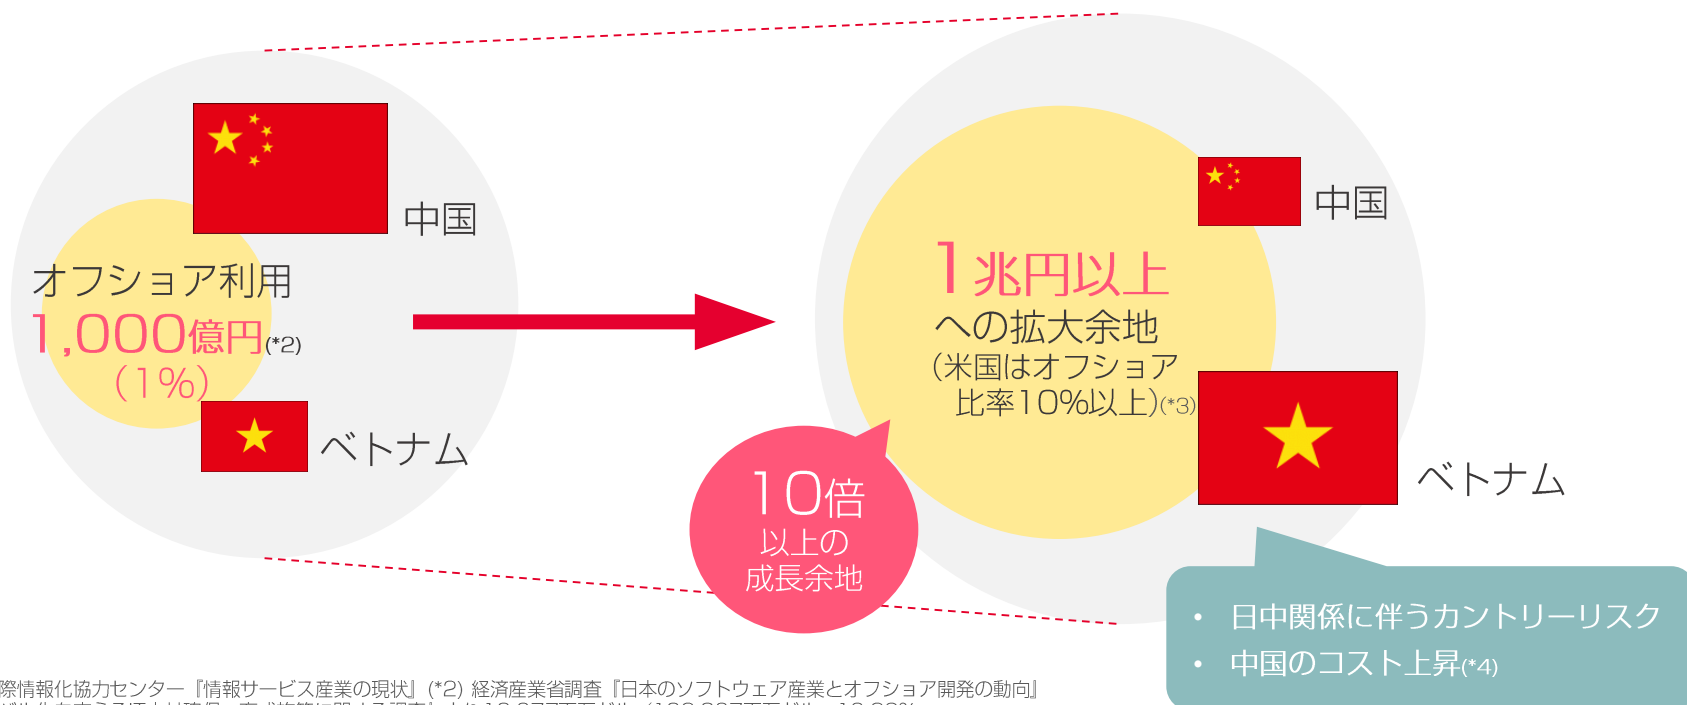 中国
オフショア利用
1,000億円(*2)
(1%)
ベトナム
中国
1兆円以上
への拡大余地
(米国はオフショア
比率10%以上)(*3)
ベトナム
10倍
以上の
成長余地
• 日中関係に伴うカントリーリスク
• 中国のコスト上昇(*4)
際情報化協力センター『情報サービス産業の現状』(*2) 経済産業省調査『日本のソフトウェア産業とオフショア開発の動向』